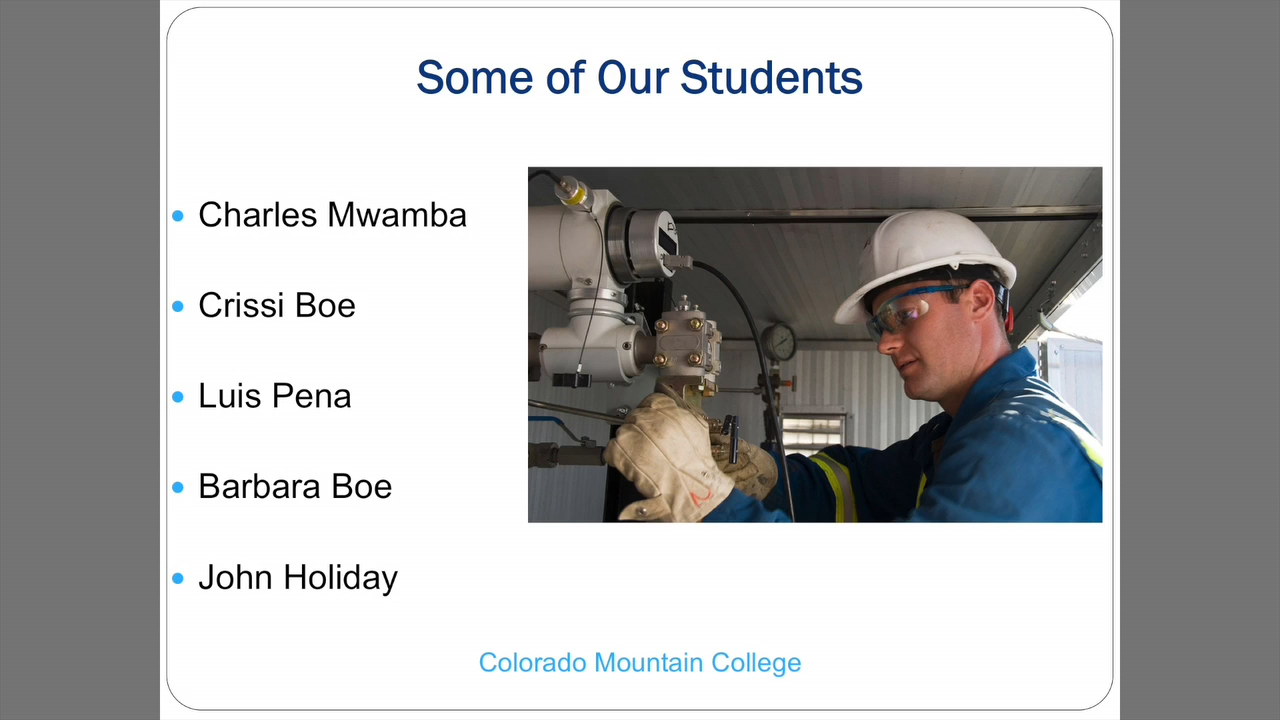 Some of Our Students
Charles Mwamba
Crissi Boe
Luis Pena
Barbara Boe
John Holiday
Colorado Mountain College